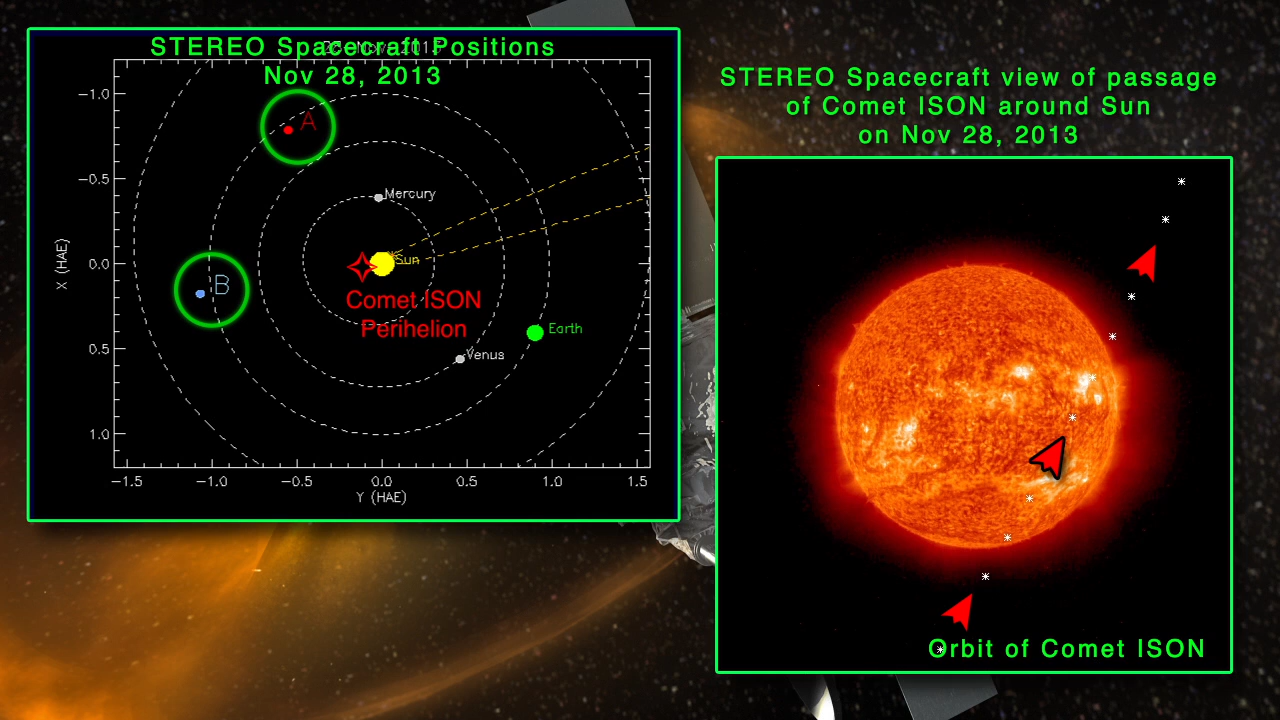 STEREO Spacecraft Positions
Nov 28, 2013
A
B
Mercury
Sun
Comet ISON
Perihelion
Earth
Venus
X (HAE)
-1.0
-0.5
0.0
0.5
1.0
-1.5 -1.0 -0.5 0.0 0.5 1.0 1.5
Y (HAE)
STEREO Spacecraft view of passage
of Comet ISON around Sun
on Nov 28, 2013
Orbit of Comet ISON